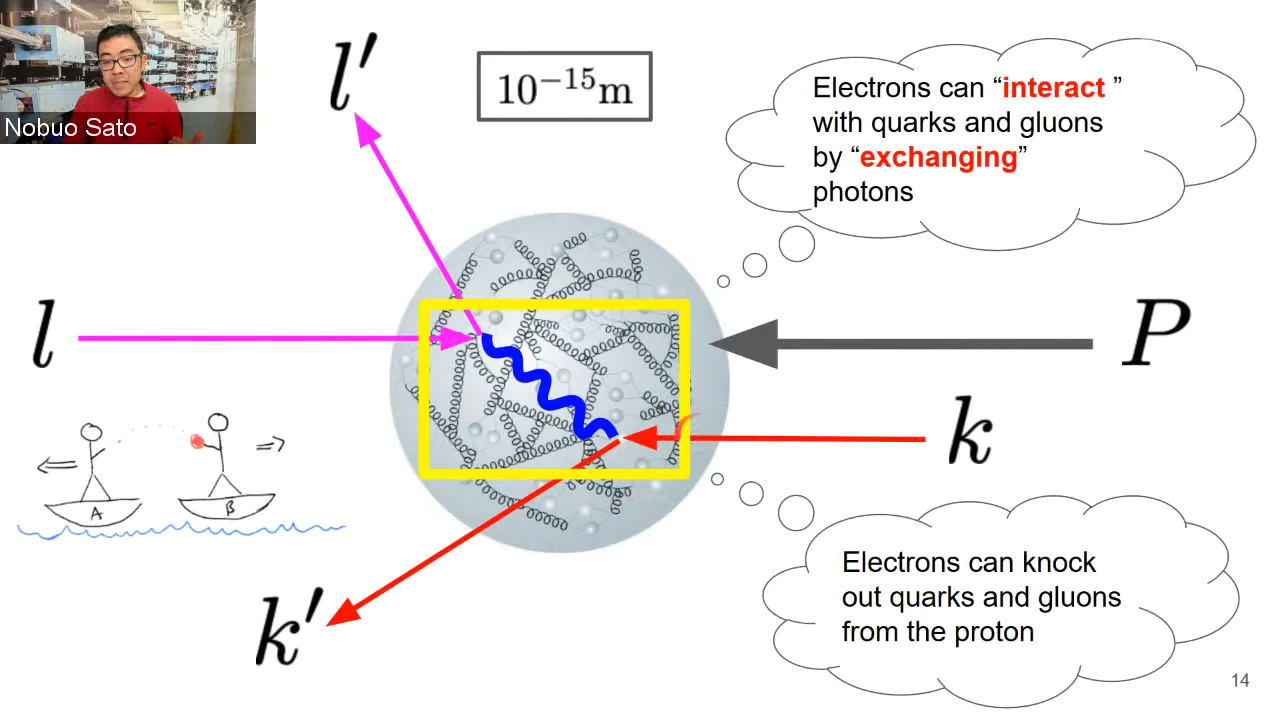 Nobuo Sato
l′
10⁻¹⁵m
Electrons can “interact ”
with quarks and gluons
by “exchanging”
photons
l
P
k
A
B
Electrons can knock
out quarks and gluons
from the proton
k′
14